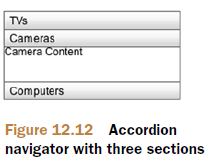 TVs
Cameras
Camera Content
Computers
Figure 12.12 Accordion
navigator with three sections